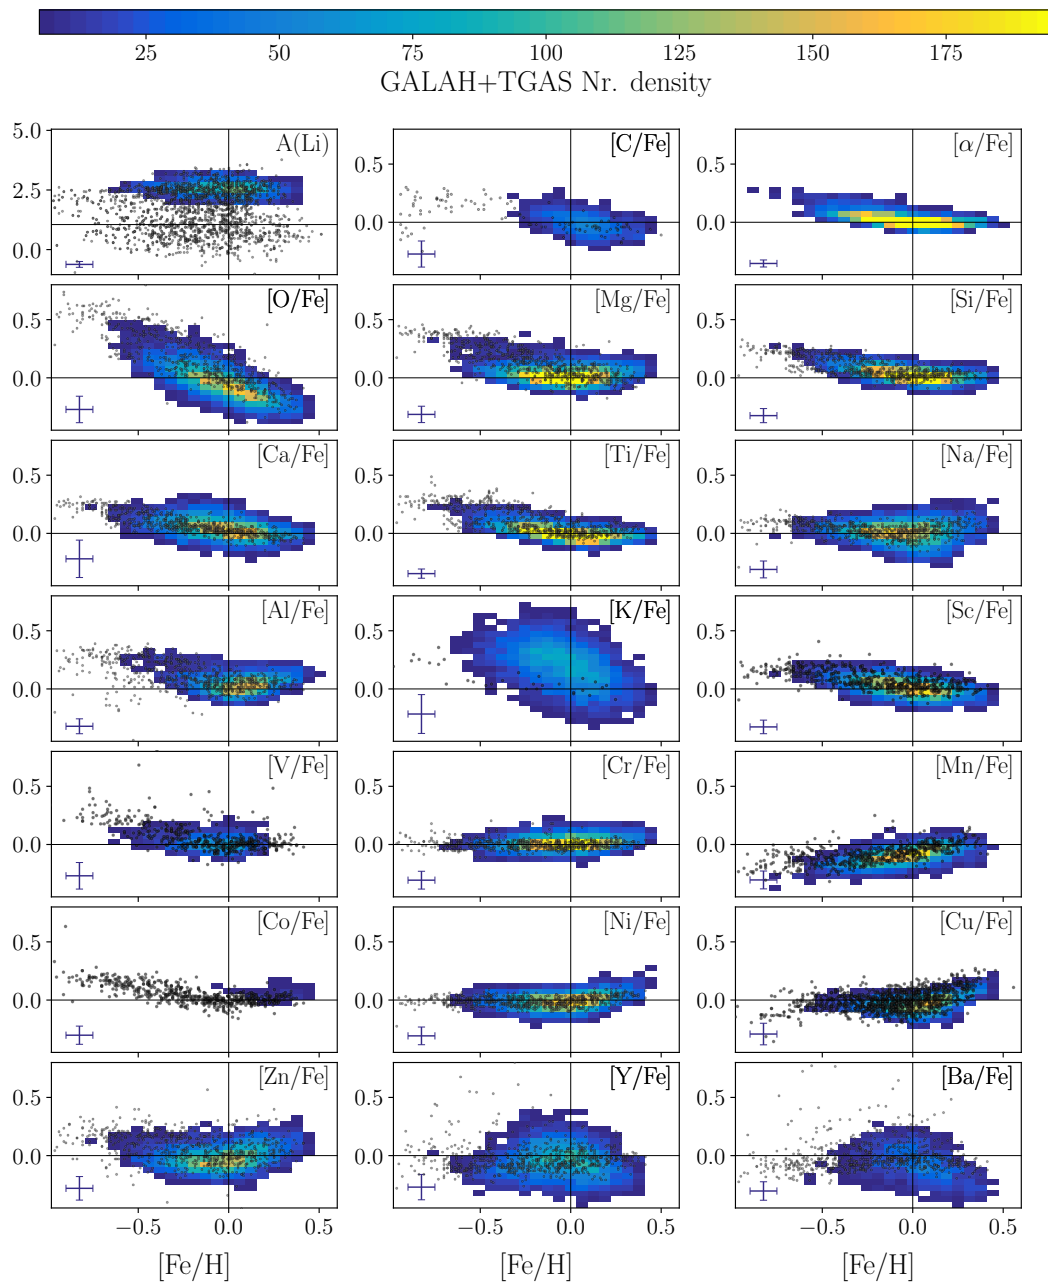 25 50 75 100 125 150 175
GALAH+TGAS Nr. density
5.0 2.5 0.0 A(Li)
0.5 0.0 [C/Fe]
0.5 0.0 [α/Fe]
0.5 0.0 [O/Fe]
0.5 0.0 [Mg/Fe]
0.5 0.0 [Si/Fe]
0.5 0.0 [Ca/Fe]
0.5 0.0 [Ti/Fe]
0.5 0.0 [Na/Fe]
0.5 0.0 [Al/Fe]
0.5 0.0 [K/Fe]
0.5 0.0 [Sc/Fe]
0.5 0.0 [V/Fe]
0.5 0.0 [Cr/Fe]
0.5 0.0 [Mn/Fe]
0.5 0.0 [Co/Fe]
0.5 0.0 [Ni/Fe]
0.5 0.0 [Cu/Fe]
0.5 0.0 [Zn/Fe]
0.5 0.0 [Y/Fe]
0.5 0.0 [Ba/Fe]
−0.5 0.0 0.5 −0.5 0.0 0.5 −0.5 0.0 0.5
[Fe/H] [Fe/H] [Fe/H]